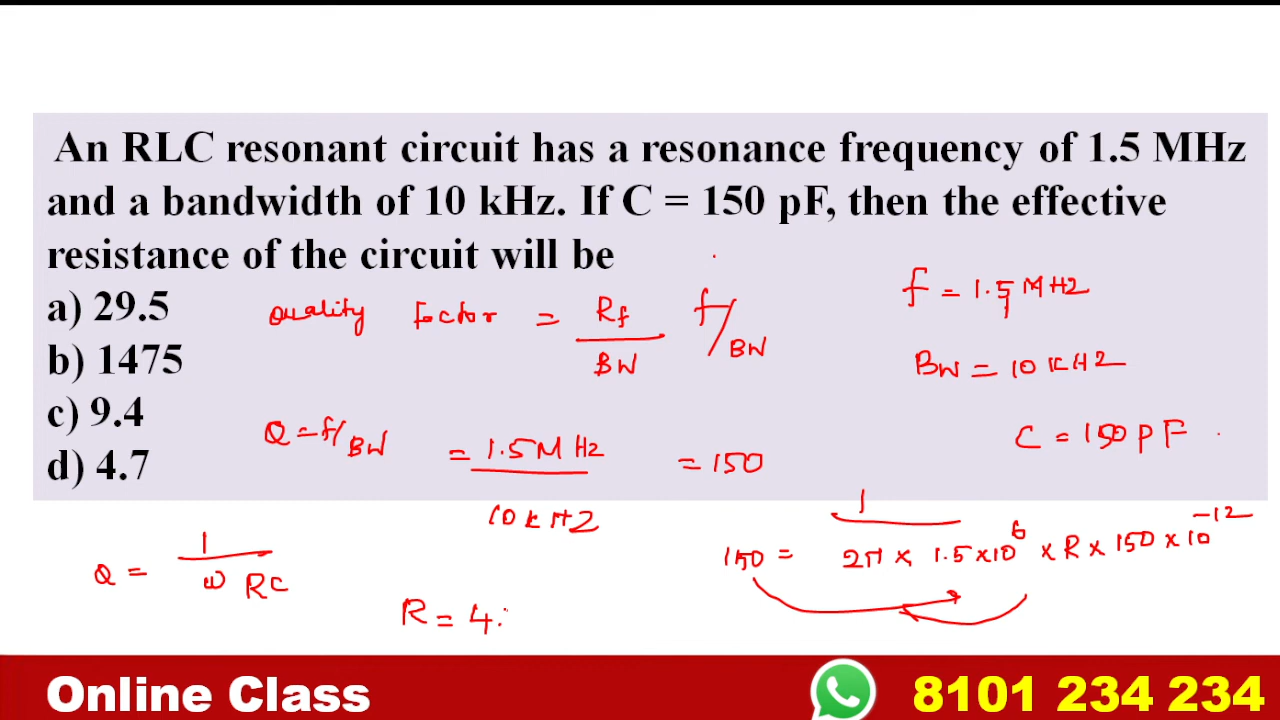 An RLC resonant circuit has a resonance frequency of 1.5 MHz
and a bandwidth of 10 kHz. If C = 150 pF, then the effective
resistance of the circuit will be
a) 29.5
b) 1475
c) 9.4
d) 4.7
Quality Factor = Rf / BW f/BW
f = 1.5 MHz
BW = 10 KHz
C = 150 pF
Q = f/BW = 1.5 M Hz / 10 k Hz = 150
Q = 1 / ω RC
150 = 1 / 2π × 1.5 × 10^6 × R × 150 × 10^-12
R = 4.
Online Class
8101 234 234